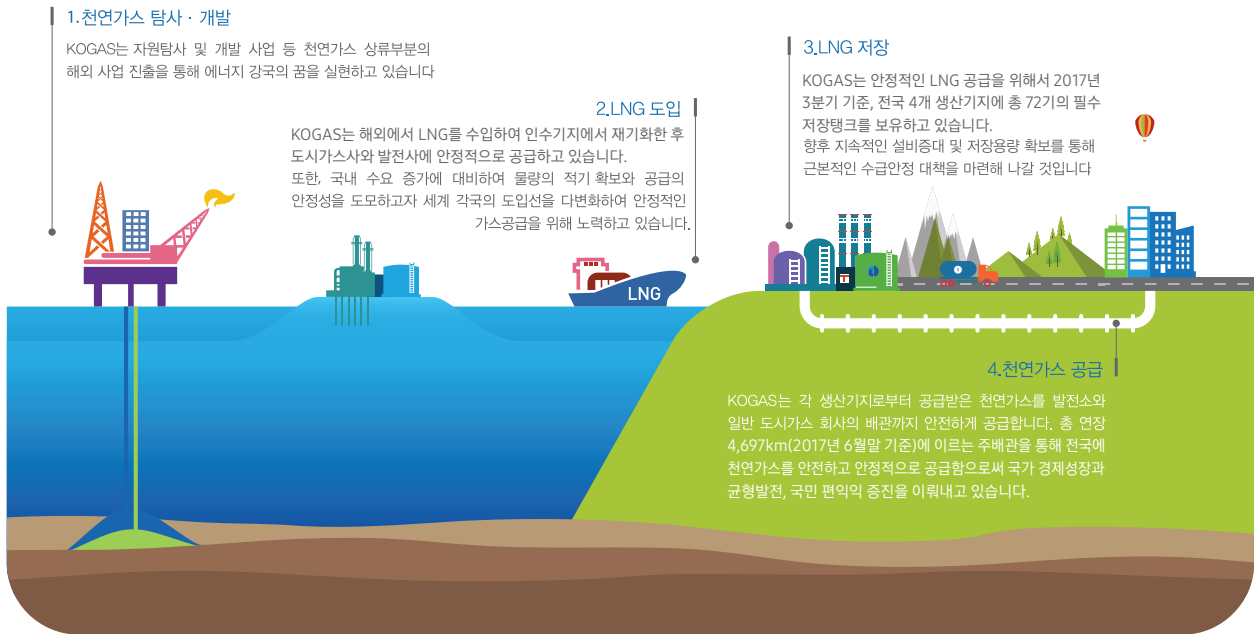 1.천연가스 탐사 · 개발
KOGAS는 자원탐사 및 개발 사업 등 천연가스 상류부분의
해외 사업 진출을 통해 에너지 강국의 꿈을 실현하고 있습니다
2.LNG 도입
KOGAS는 해외에서 LNG를 수입하여 인수기지에서 재기화한 후
도시가스사와 발전사에 안정적으로 공급하고 있습니다.
또한, 국내 수요 증가에 대비하여 물량의 적기 확보와 공급의
안정성을 도모하고자 세계 각국의 도입선을 다변화하여 안정적인
가스공급을 위해 노력하고 있습니다.
3.LNG 저장
KOGAS는 안정적인 LNG 공급을 위해서 2017년
3분기 기준, 전국 4개 생산기지에 총 72기의 필수
저장탱크를 보유하고 있습니다.
향후 지속적인 설비증대 및 저장용량 확보를 통해
근본적인 수급안정 대책을 마련해 나갈 것입니다
LNG
4.천연가스 공급
KOGAS는 각 생산기지로부터 공급받은 천연가스를 발전소와
일반 도시가스 회사의 배관까지 안전하게 공급합니다. 총 연장
4,697km(2017년 6월말 기준)에 이르는 주배관을 통해 전국에
천연가스를 안전하고 안정적으로 공급함으로써 국가 경제성장과
균형발전, 국민 편익익 증진을 이뤄내고 있습니다.